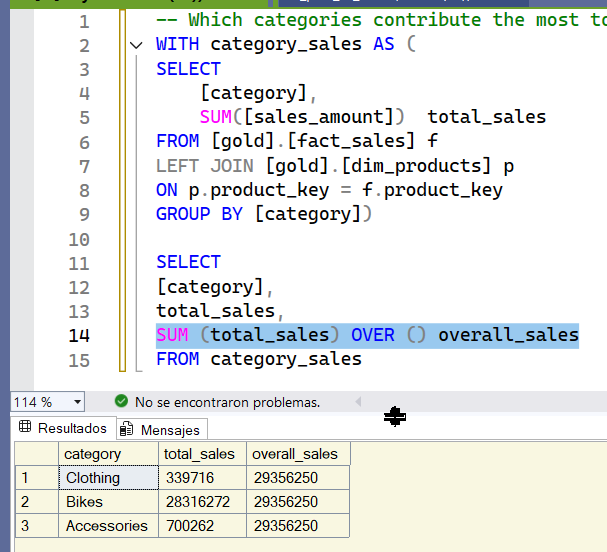 1 -- Which categories contribute the most to
2 WITH category_sales AS (
3 SELECT
4 [category],
5 SUM([sales_amount]) total_sales
6 FROM [gold].[fact_sales] f
7 LEFT JOIN [gold].[dim_products] p
8 ON p.product_key = f.product_key
9 GROUP BY [category])
10
11 SELECT
12 [category],
13 total_sales,
14 SUM (total_sales) OVER () overall_sales
15 FROM category_sales
114 % No se encontraron problemas.
Resultados Mensajes
category total_sales overall_sales
1 Clothing 339716 29356250
2 Bikes 28316272 29356250
3 Accessories 700262 29356250